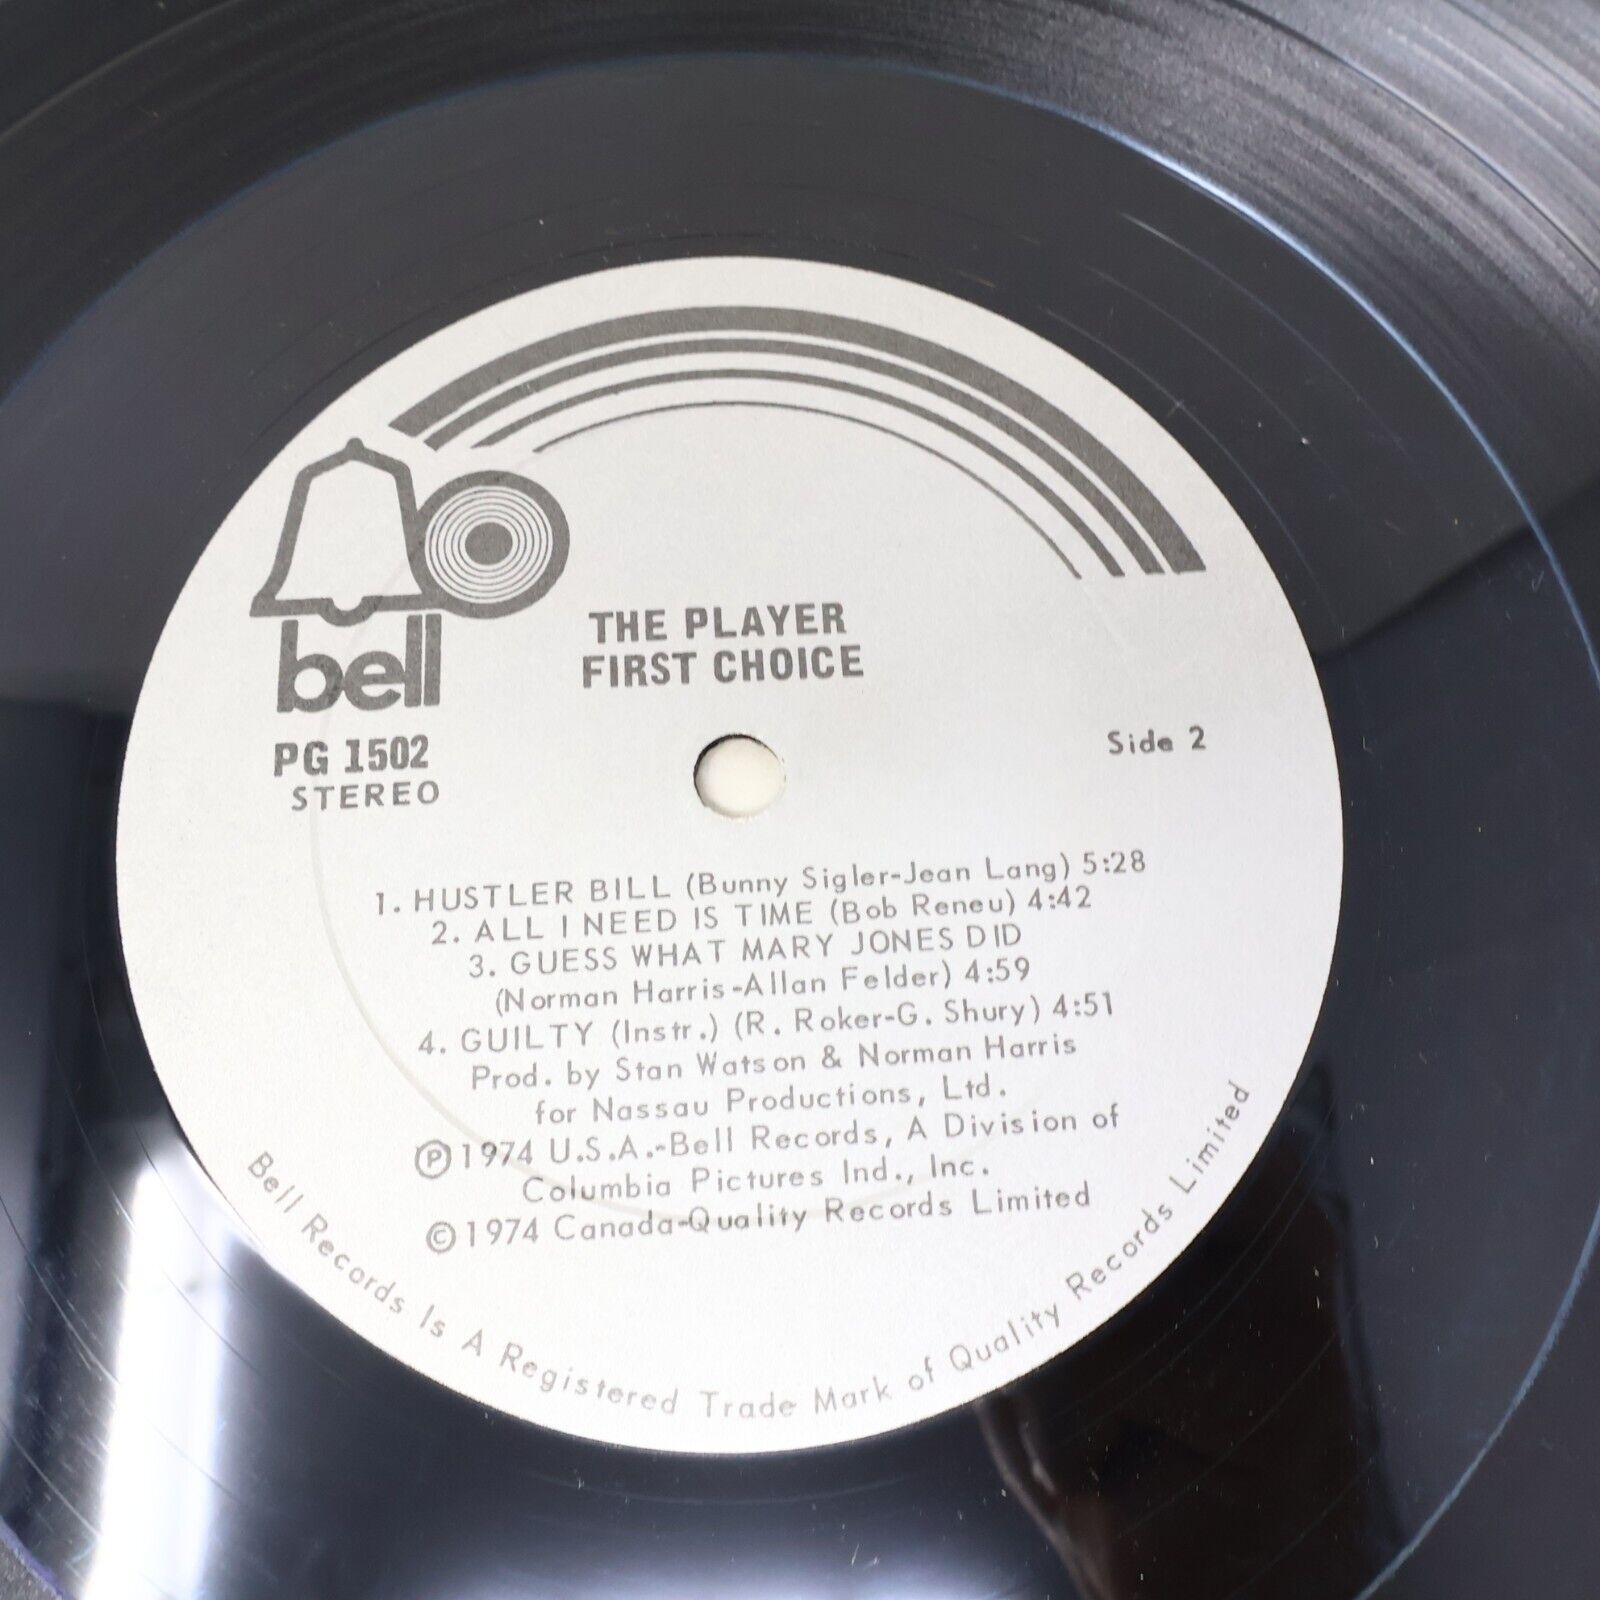 bell
THE PLAYER
FIRST CHOICE
PG 1502
STEREO
Side 2
1. HUSTLER BILL (Bunny Sigler-Jean Lang) 5:28
2. ALL I NEED IS TIME (Bob Reneu) 4:42
3. GUESS WHAT MARY JONES DID
(Norman Harris-Allan Felder) 4:59
4. GUILTY (Instr.) (R. Roker-G. Shury) 4:51
Prod. by Stan Watson & Norman Harris
for Nassau Productions, Ltd.
Ⓟ 1974 U.S.A.-Bell Records, A Division of
Columbia Pictures Ind., Inc.
© 1974 Canada-Quality Records Limited
Bell Records Is A Registered Trade Mark of Quality Records Limited